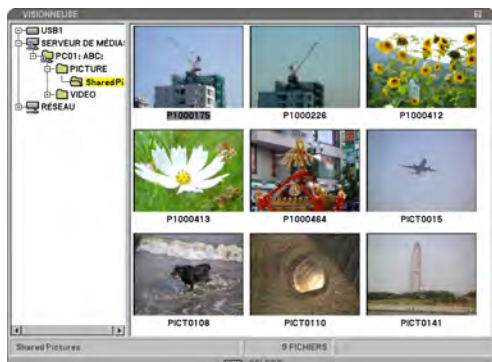 VISIONNEUSE
USB1
SERVEUR DE MÉDIA:
PC01: ABC:
PICTURE
SharedPi
VIDEO
RÉSEAU
P1000175 P1000226 P1000412
P1000413 P1000464 PICT0015
PICT0108 PICT0110 PICT0141
Shared Pictures 9 FICHIERS